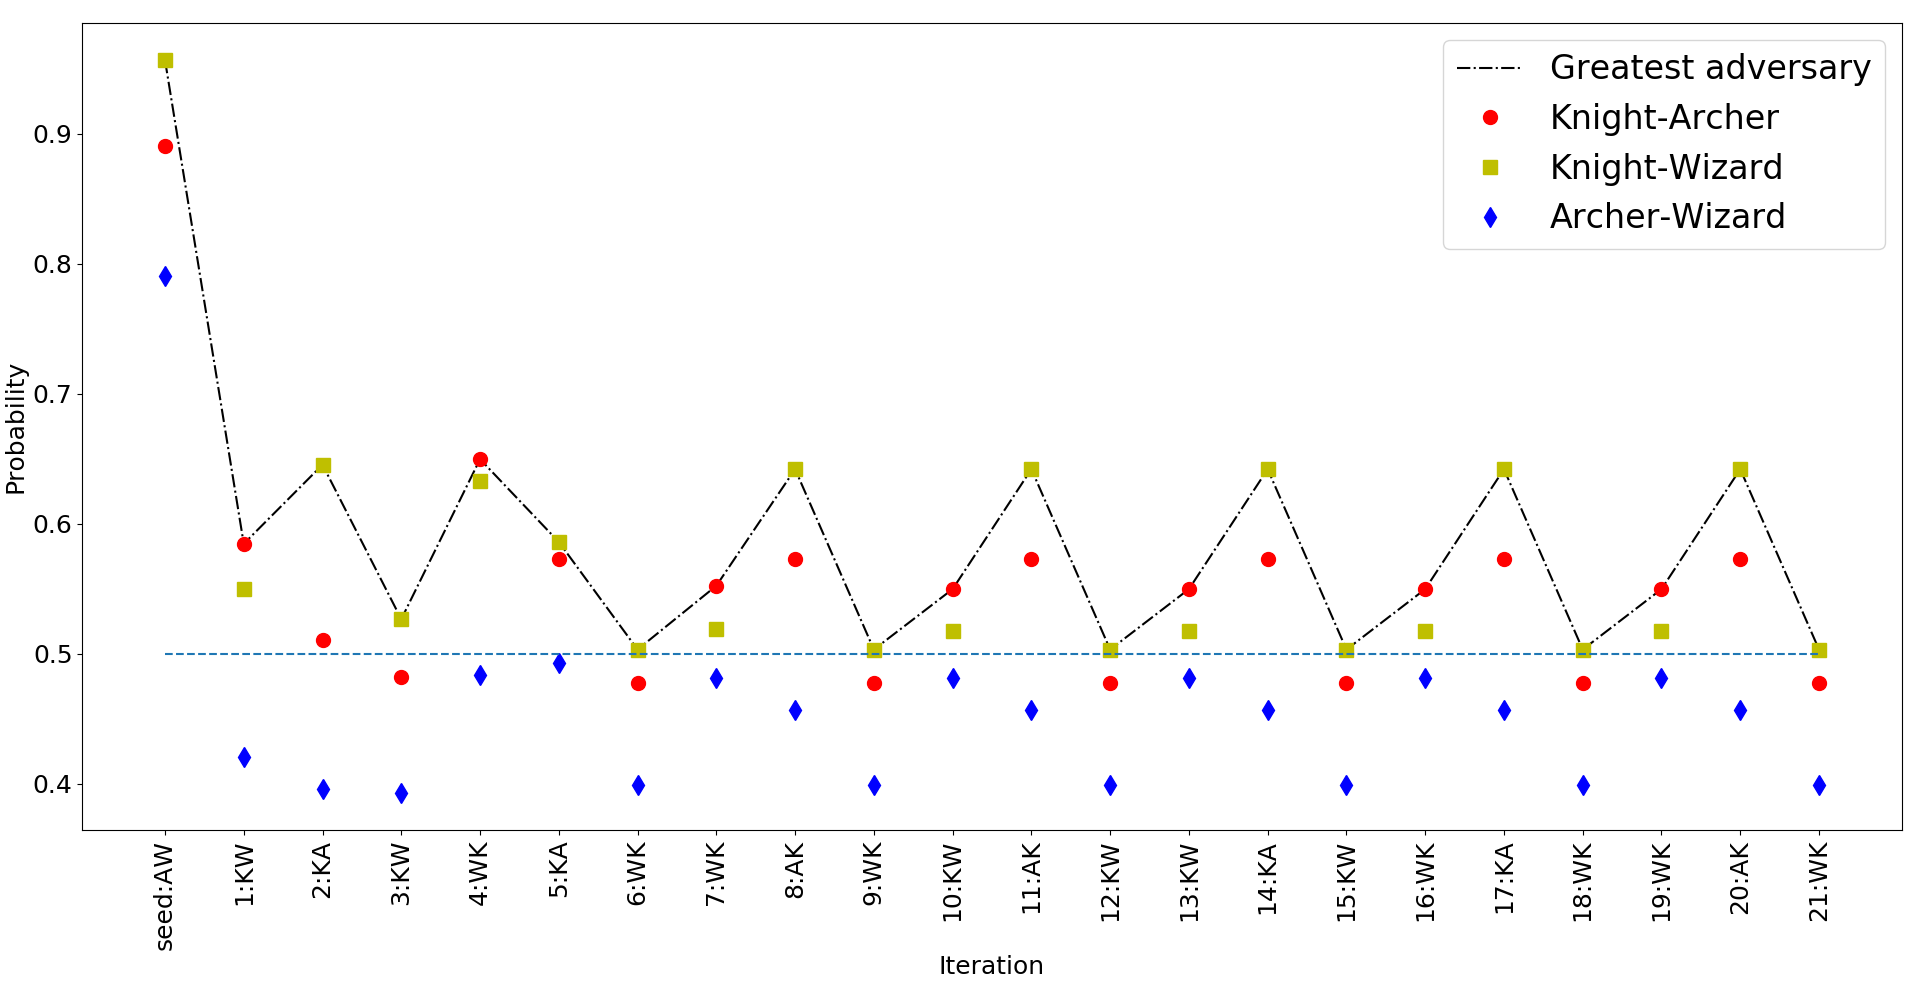 Greatest adversary
Knight-Archer
Knight-Wizard
Archer-Wizard
Probability
0.9
0.8
0.7
0.6
0.5
0.4
seed:AW
1:KW
2:KA
3:KW
4:WK
5:KA
6:WK
7:WK
8:AK
9:WK
10:KW
11:AK
12:KW
13:KW
14:KA
15:KW
16:WK
17:KA
18:WK
19:WK
20:AK
21:WK
Iteration